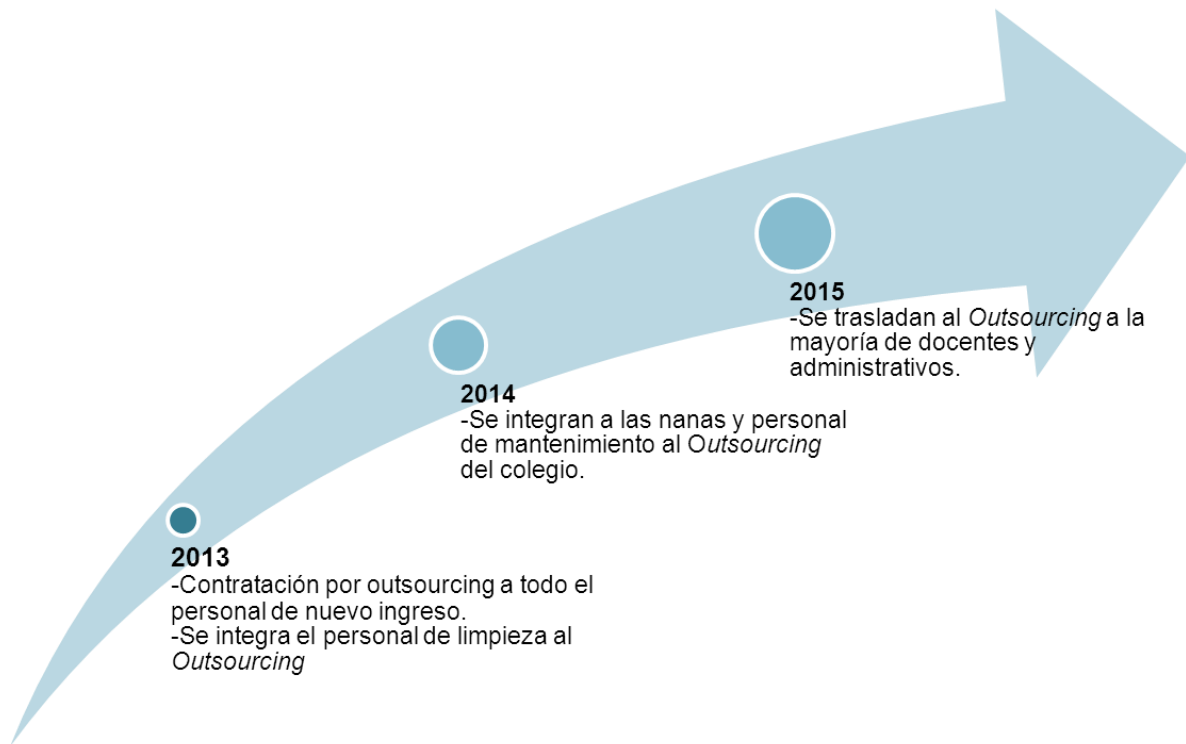 2015
-Se trasladan al Outsourcing a la
mayoría de docentes y
administrativos.
2014
-Se integran a las nanas y personal
de mantenimiento al Outsourcing
del colegio.
2013
-Contratación por outsourcing a todo el
personal de nuevo ingreso.
-Se integra el personal de limpieza al
Outsourcing